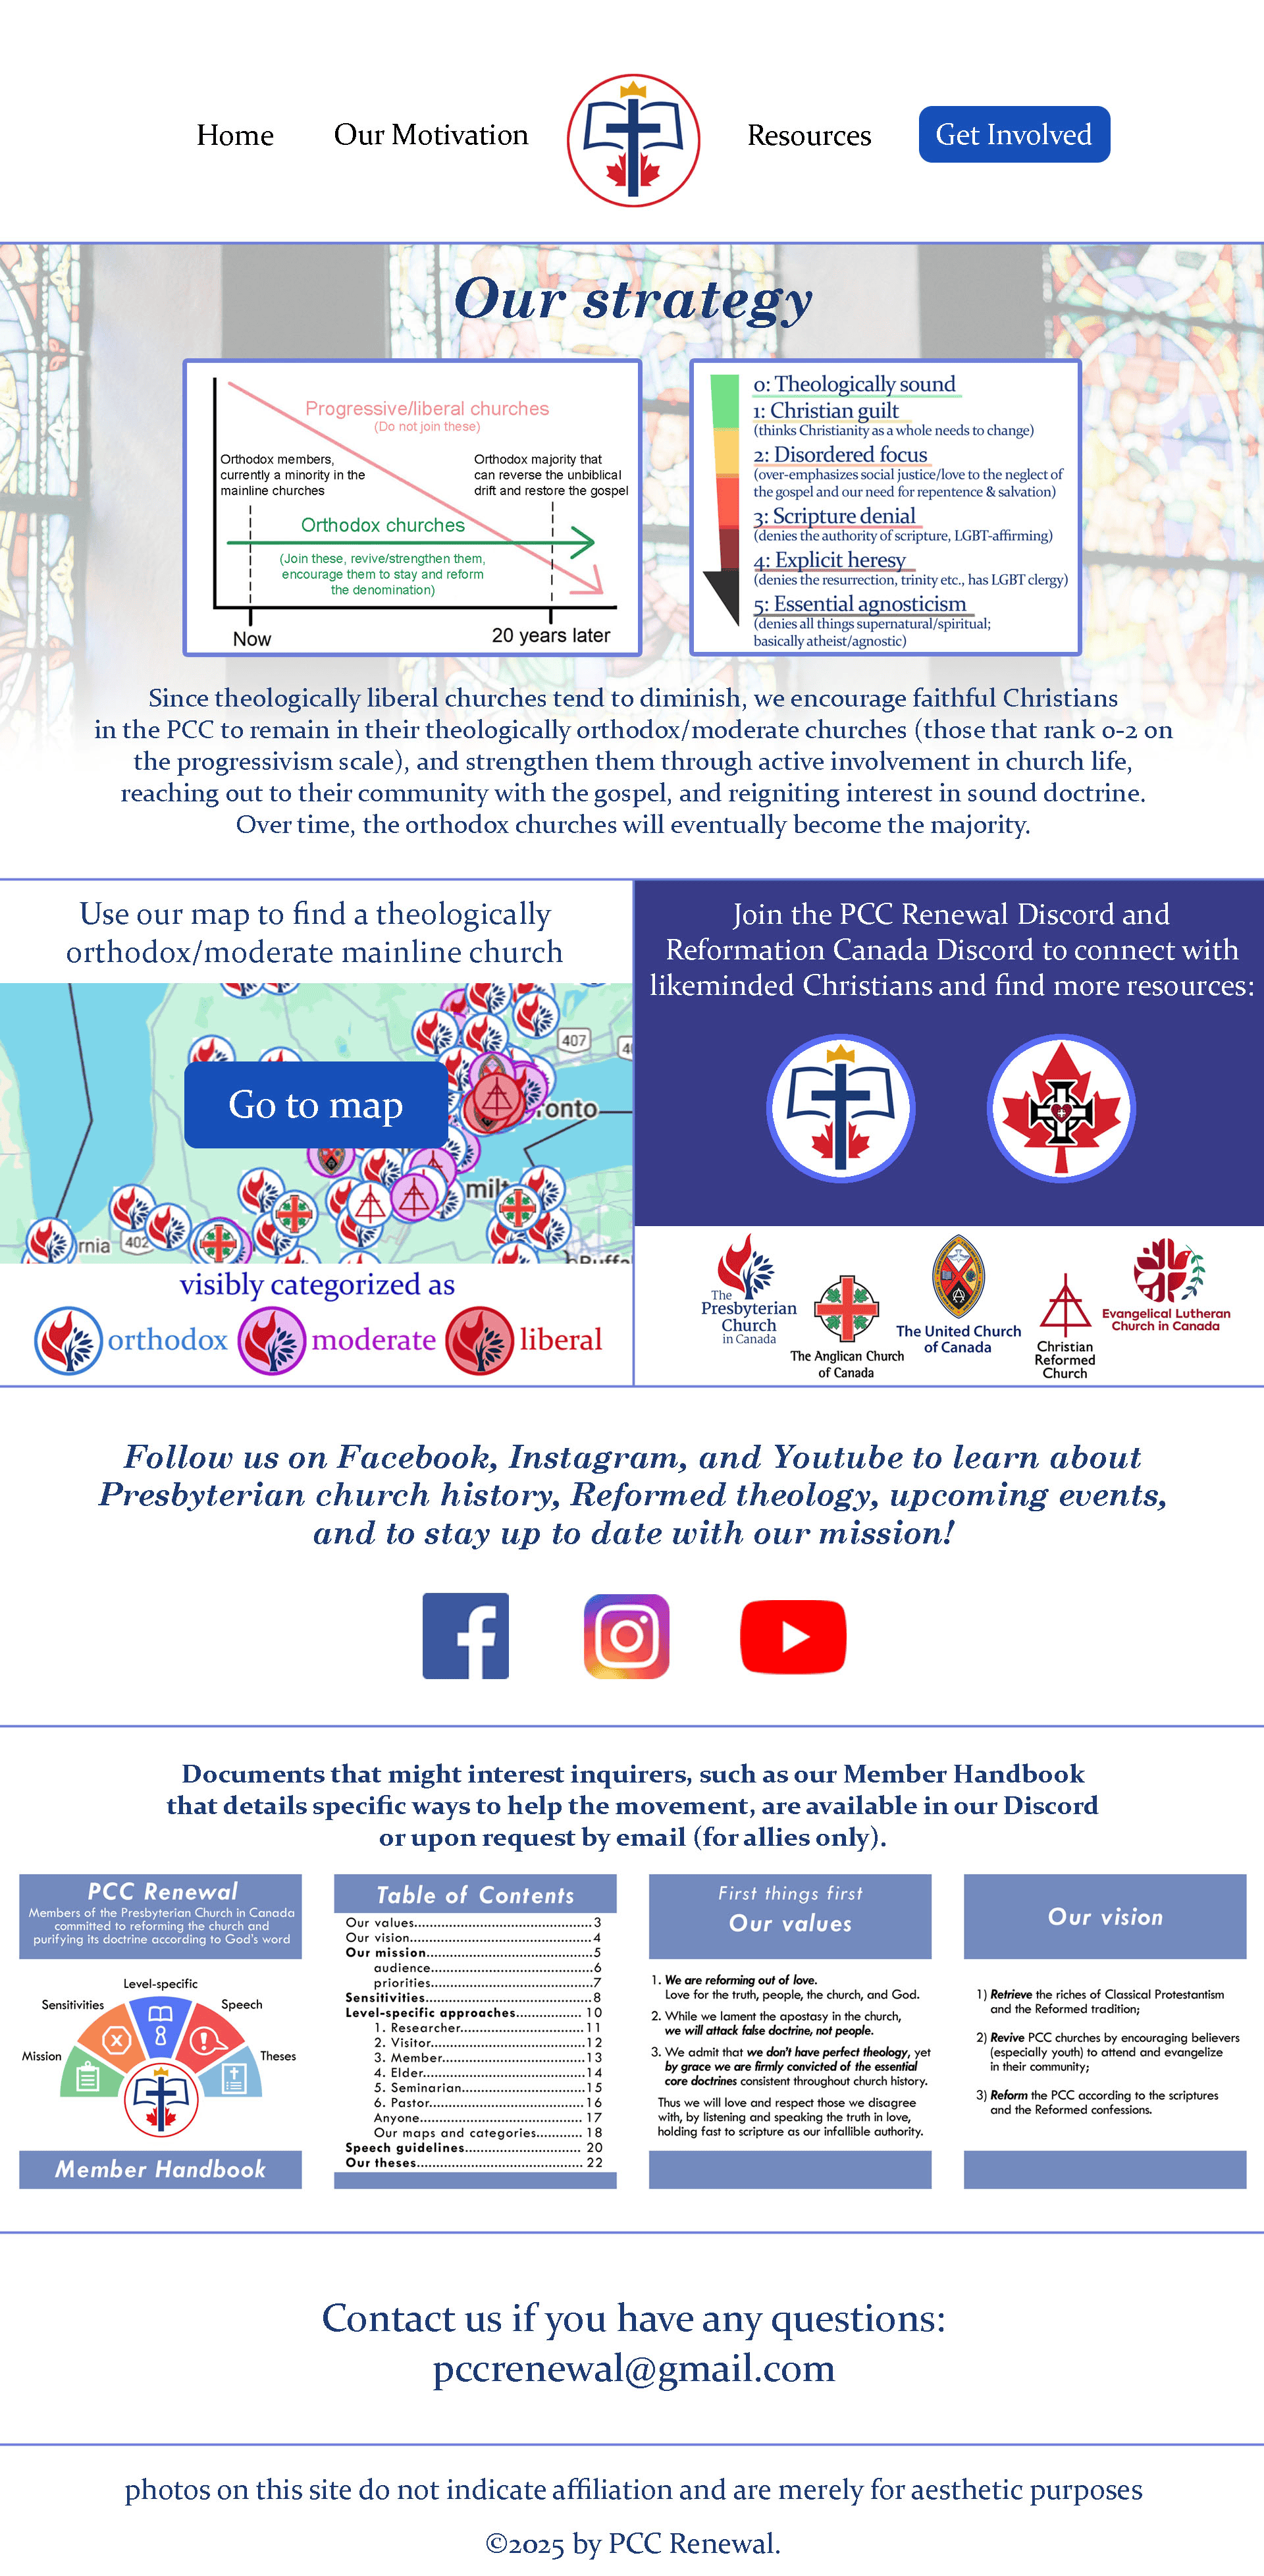 Home
Our Motivation
Resources
Get Involved
Our strategy
Progressive/liberal churches
(Do not join these)
Orthodox members,
currently a minority in the
mainline churches
Orthodox majority that
can reverse the unbiblical
drift and restore the gospel
Orthodox churches
(Join these, revive/strengthen them,
encourage them to stay and reform
the denomination)
Now
20 years later
0: Theologically sound
1: Christian guilt
(thinks Christianity as a whole needs to change)
2: Disordered focus
(over-emphasizes social justice/love to the neglect of
the gospel and our need for repentence & salvation)
3: Scripture denial
(denies the authority of scripture, LGBT-affirming)
4: Explicit heresy
(denies the resurrection, trinity etc., has LGBT clergy)
5: Essential agnosticism
(denies all things supernatural/spiritual;
basically atheist/agnostic)
Since theologically liberal churches tend to diminish, we encourage faithful Christians
in the PCC to remain in their theologically orthodox/moderate churches (those that rank 0-2 on
the progressivism scale), and strengthen them through active involvement in church life,
reaching out to their community with the gospel, and reigniting interest in sound doctrine.
Over time, the orthodox churches will eventually become the majority.
Use our map to find a theologically
orthodox/moderate mainline church
407
Go to map
ronto
milt
rnia
402
visibly categorized as
orthodox
moderate
liberal
Join the PCC Renewal Discord and
Reformation Canada Discord to connect with
likeminded Christians and find more resources:
The
Presbyterian
Church
in Canada
The Anglican Church
of Canada
The United Church
of Canada
Christian
Reformed
Church
Evangelical Lutheran
Church in Canada
Follow us on Facebook, Instagram, and Youtube to learn about
Presbyterian church history, Reformed theology, upcoming events,
and to stay up to date with our mission!
Documents that might interest inquirers, such as our Member Handbook
that details specific ways to help the movement, are available in our Discord
or upon request by email (for allies only).
PCC Renewal
Members of the Presbyterian Church in Canada
committed to reforming the church and
purifying its doctrine according to God's word
Level-specific
Sensitivities
Speech
Mission
Theses
Member Handbook
Table of Contents
Our values...3
Our vision...4
Our mission...5
audience...6
priorities...7
Sensitivities...8
Level-specific approaches...10
1. Researcher...11
2. Visitor...12
3. Member...13
4. Elder...14
5. Seminarian...15
6. Pastor...16
Anyone...17
Our maps and categories...18
Speech guidelines...20
Our theses...22
First things first
Our values
1. We are reforming out of love.
Love for the truth, people, the church, and God.
2. While we lament the apostasy in the church,
we will attack false doctrine, not people.
3. We admit that we don't have perfect theology, yet
by grace we are firmly convicted of the essential
core doctrines consistent throughout church history.
Thus we will love and respect those we disagree
with, by listening and speaking the truth in love,
holding fast to scripture as our infallible authority.
Our vision
1) Retrieve the riches of Classical Protestantism
and the Reformed tradition;
2) Revive PCC churches by encouraging believers
(especially youth) to attend and evangelize
in their community;
3) Reform the PCC according to the scriptures
and the Reformed confessions.
Contact us if you have any questions:
pccrenewal@gmail.com
photos on this site do not indicate affiliation and are merely for aesthetic purposes
©2025 by PCC Renewal.